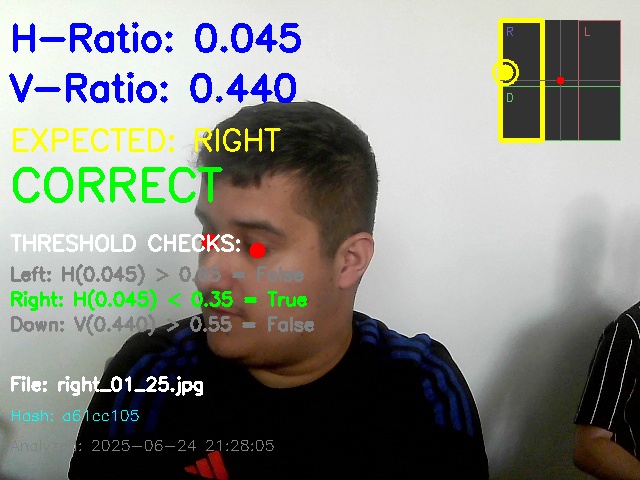 H-Ratio: 0.045
V-Ratio: 0.440
EXPECTED: RIGHT
CORRECT
THRESHOLD CHECKS:
Left: H(0.045) > 0. = False
Right: H(0.045) < 0.35 = True
Down: V(0.440) > 0.55 = False
File: right_01_25.jpg
Hash: a61cc105
Analyzed: 2025-06-24 21:28:05
R
L
D